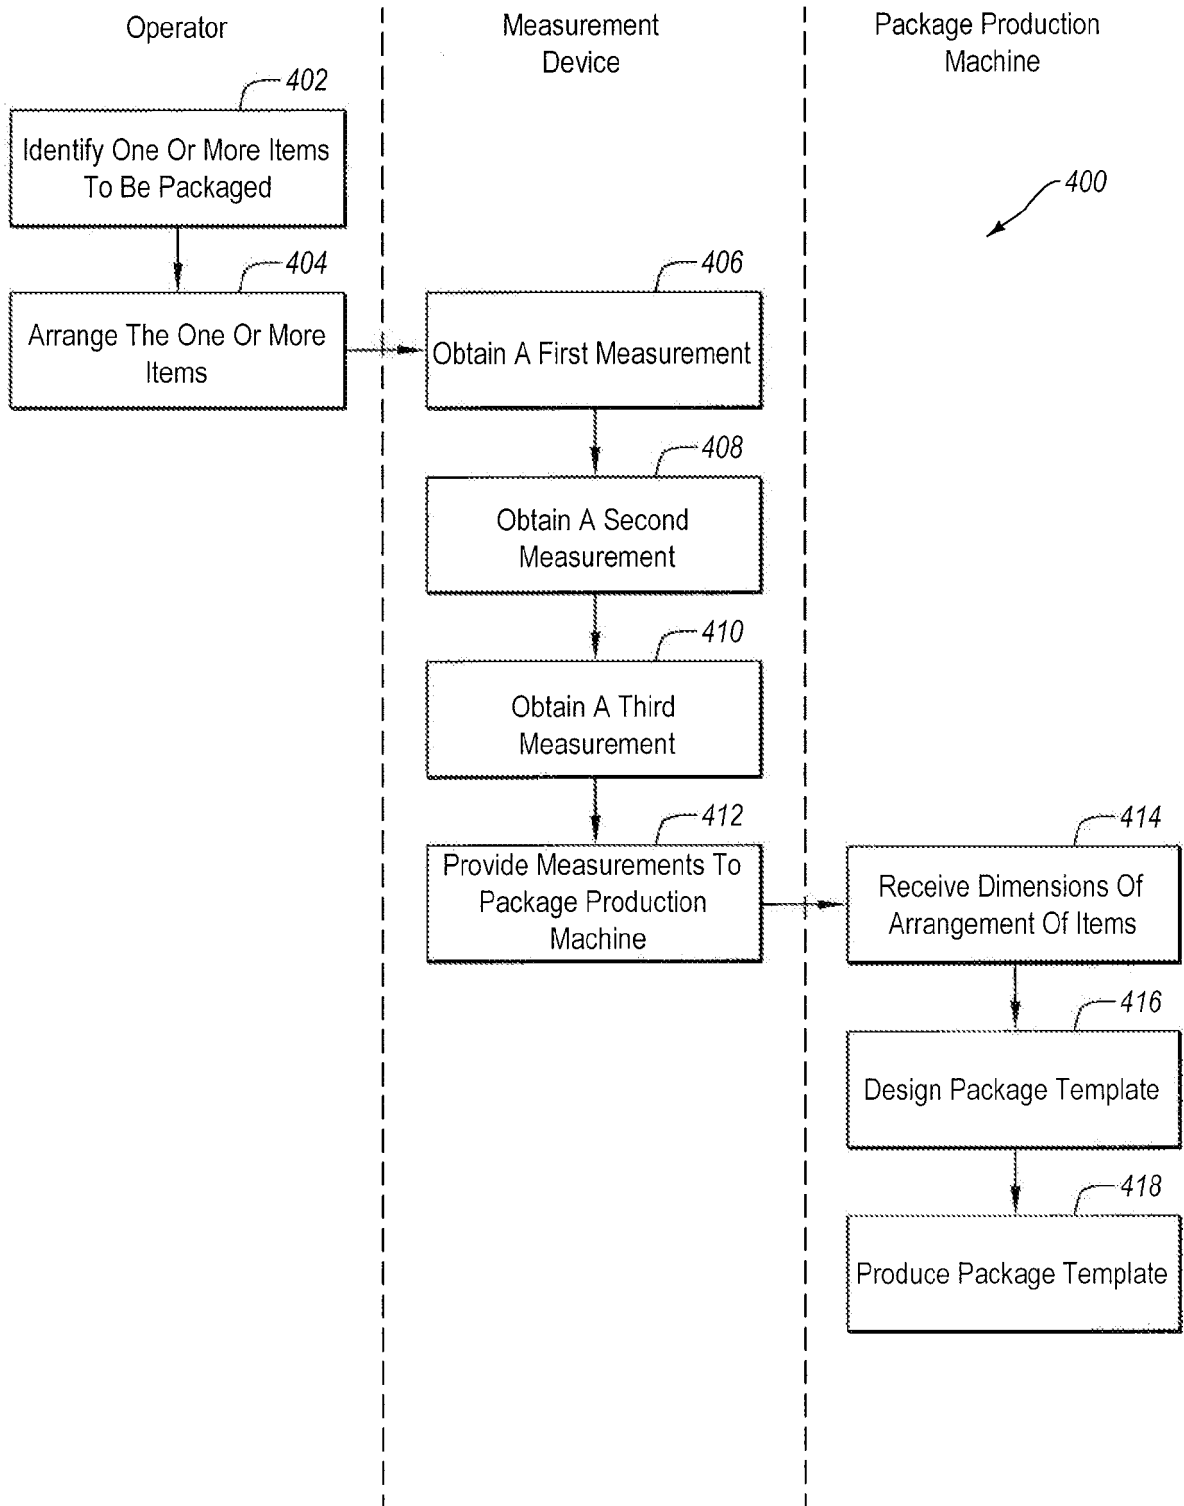 Operator
Measurement
Device
Package Production
Machine
402
Identify One Or More Items
To Be Packaged
400
404
Arrange The One Or More
Items
406
Obtain A First Measurement
408
Obtain A Second
Measurement
410
Obtain A Third
Measurement
412
Provide Measurements To
Package Production
Machine
414
Receive Dimensions Of
Arrangement Of Items
416
Design Package Template
418
Produce Package Template